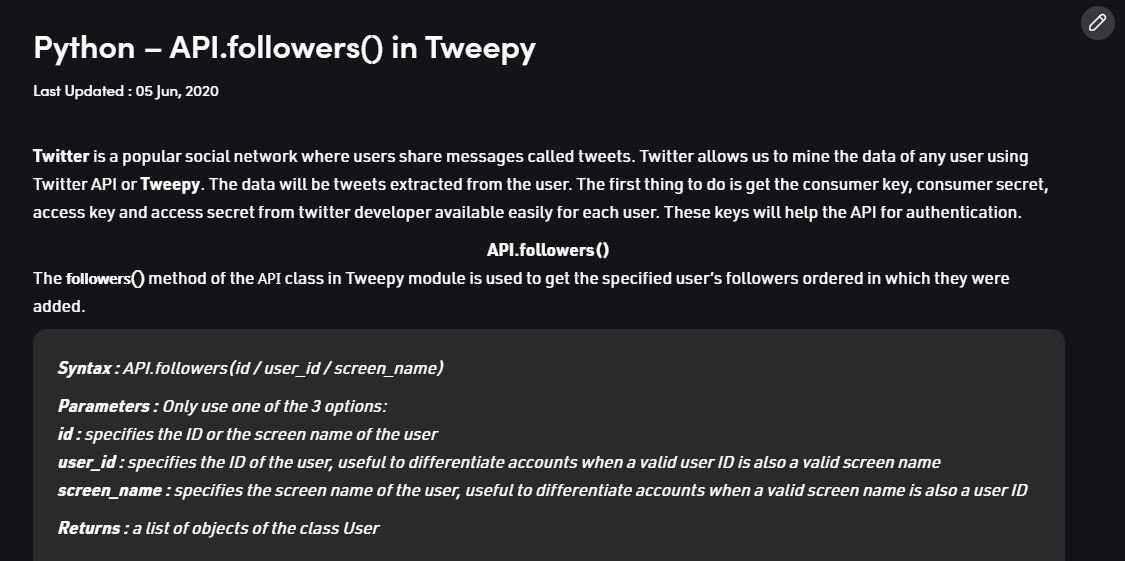 Python – API.followers() in Tweepy
Last Updated : 05 Jun, 2020
Twitter is a popular social network where users share messages called tweets. Twitter allows us to mine the data of any user using
Twitter API or Tweepy. The data will be tweets extracted from the user. The first thing to do is get the consumer key, consumer secret,
access key and access secret from twitter developer available easily for each user. These keys will help the API for authentication.
API.followers()
The followers() method of the API class in Tweepy module is used to get the specified user’s followers ordered in which they were
added.
Syntax : API.followers(id / user_id / screen_name)
Parameters : Only use one of the 3 options:
id : specifies the ID or the screen name of the user
user_id : specifies the ID of the user, useful to differentiate accounts when a valid user ID is also a valid screen name
screen_name : specifies the screen name of the user, useful to differentiate accounts when a valid screen name is also a user ID
Returns : a list of objects of the class User